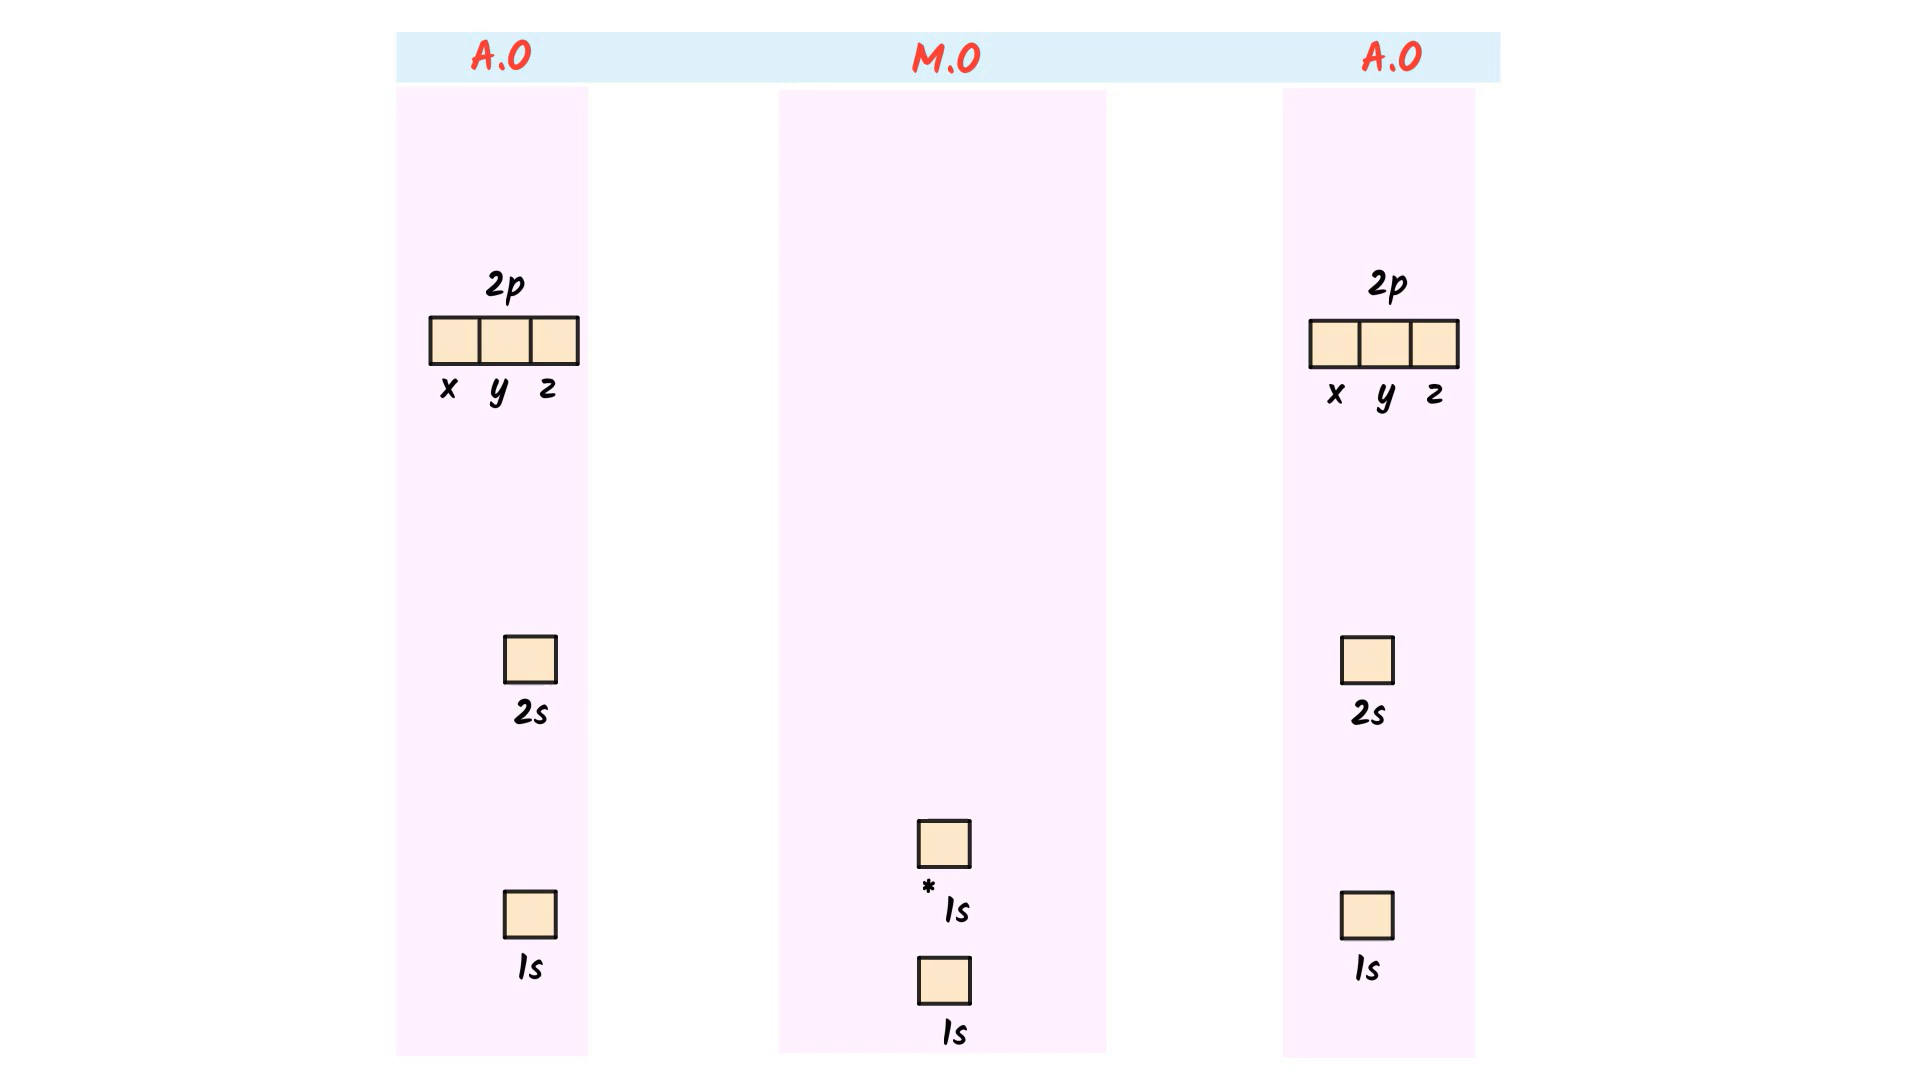 A.O M.O A.O
2p 2p
x y z x y z
2s 2s
* 1s
1s 1s
1s